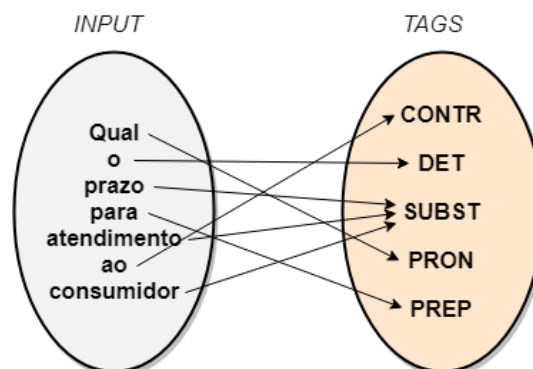 INPUT
Qual
o
prazo
para
atendimento
ao
consumidor
TAGS
CONTR
DET
SUBST
PRON
PREP